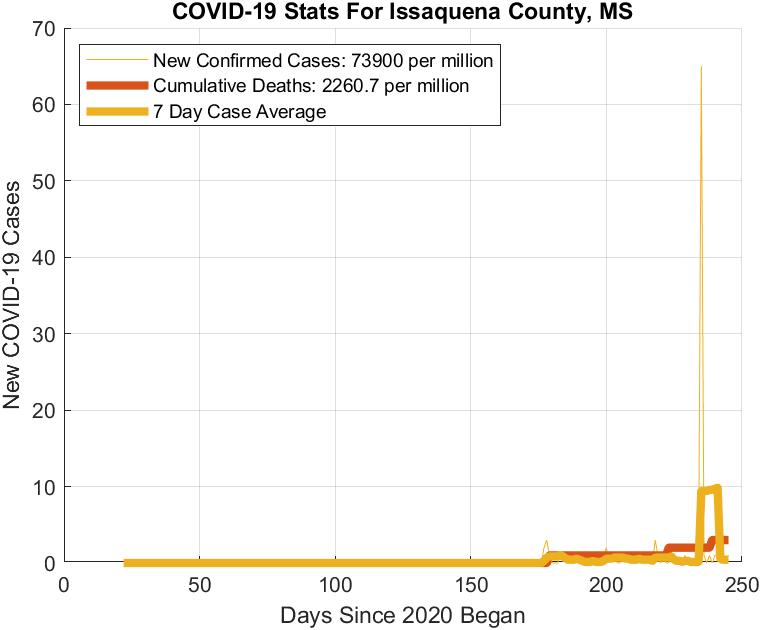 COVID-19 Stats For Issaquena County, MS
70
New Confirmed Cases: 73900 per million
Cumulative Deaths: 2260.7 per million
7 Day Case Average
60
50
40
30
20
10
0
New COVID-19 Cases
0 50 100 150 200 250
Days Since 2020 Began